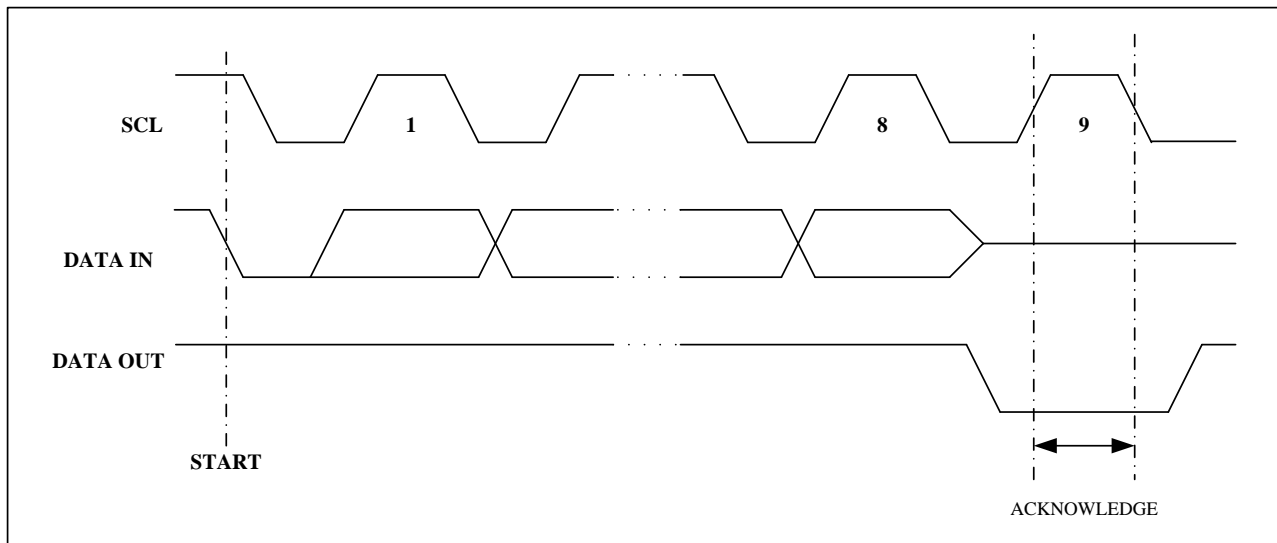 SCL
1
8
9
DATA IN
DATA OUT
START
ACKNOWLEDGE